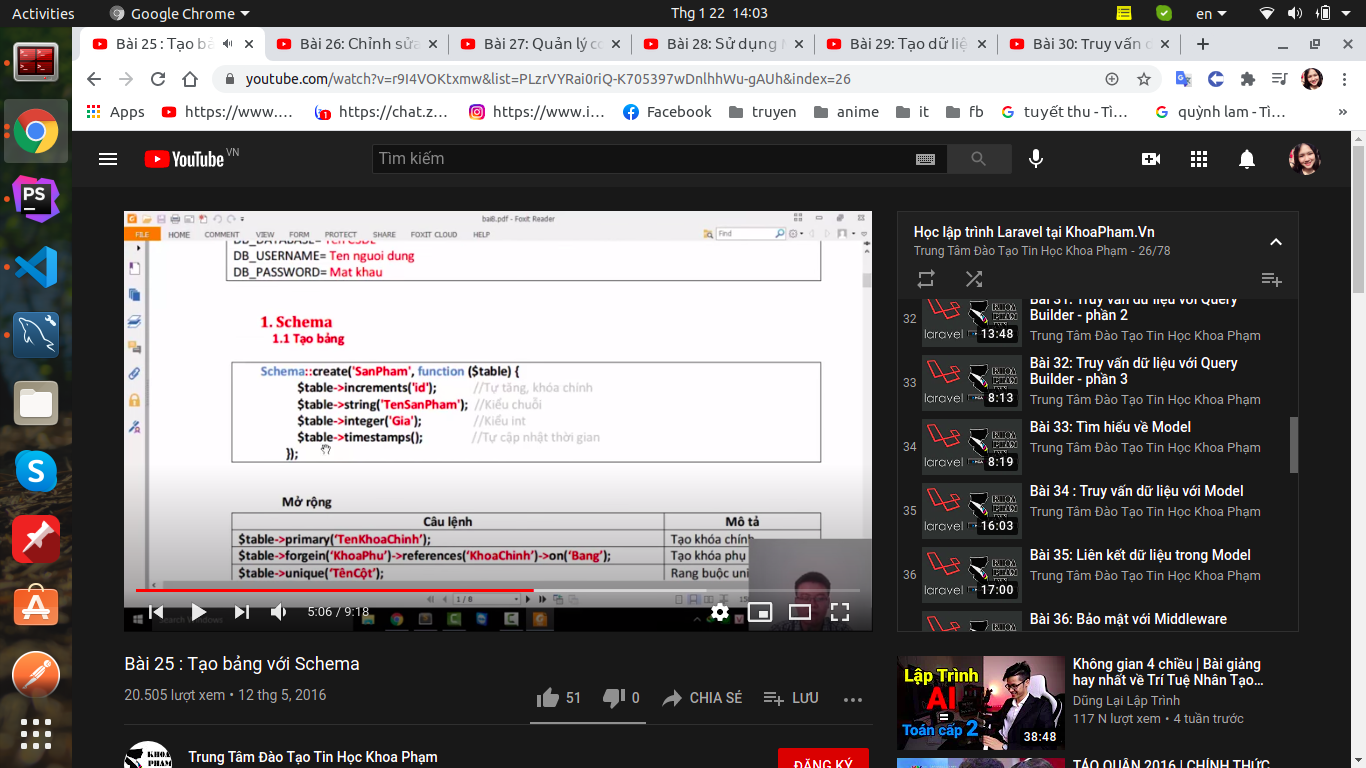 Activities
Google Chrome
Thg 1 22 14:03
en
Bài 25 : Tạo bả
Bài 26: Chỉnh sửa
Bài 27: Quản lý cơ
Bài 28: Sử dụng
Bài 29: Tạo dữ liệ
Bài 30: Truy vấn
youtube.com/watch?v=r9I4VOKtxmw&list=PLzrVYRai0riQ-K705397wDnlhhWu-gAUh&index=26
Apps
https://www....
https://chat.z...
https://www.i...
Facebook
truyen
anime
it
fb
tuyết thu - Tì...
quỳnh lam - Tì...
»
YouTube VN
Tìm kiếm
bai8.pdf - Foxit Reader
FILE HOME COMMENT VIEW FORM PROTECT SHARE FOXIT CLOUD HELP
Find
DB_DATABASE= Ten CSDL
DB_USERNAME= Ten nguoi dung
DB_PASSWORD= Mat khau
1. Schema
1.1 Tạo bảng
Schema::create('SanPham', function ($table) {
$table->increments('id'); //Tự tăng, khóa chính
$table->string('TenSanPham'); //Kiểu chuỗi
$table->integer('Gia'); //Kiểu int
$table->timestamps(); //Tự cập nhật thời gian
});
Mở rộng
Câu lệnh Mô tả
$table->primary('TenKhoaChinh'); Tạo khóa chính
$table->forgein('KhoaPhu')->references('KhoaChinh')->on('Bang'); Tạo khóa phụ
$table->unique('TênCột'); Rang buộc uni
1 / 8
5:06 / 9:18
Search Windows
Bài 25 : Tạo bảng với Schema
20.505 lượt xem • 12 thg 5, 2016
51
0
CHIA SẺ
LƯU
Trung Tâm Đào Tạo Tin Học Khoa Phạm
ĐĂNG KÝ
Học lập trình Laravel tại KhoaPham.Vn
Trung Tâm Đào Tạo Tin Học Khoa Phạm - 26/78
32
laravel
13:48
Bài 31: Truy vấn dữ liệu với Query
Builder - phần 2
Trung Tâm Đào Tạo Tin Học Khoa Phạm
33
laravel
8:13
Bài 32: Truy vấn dữ liệu với Query
Builder - phần 3
Trung Tâm Đào Tạo Tin Học Khoa Phạm
34
laravel
8:19
Bài 33: Tìm hiểu về Model
Trung Tâm Đào Tạo Tin Học Khoa Phạm
35
laravel
16:03
Bài 34 : Truy vấn dữ liệu với Model
Trung Tâm Đào Tạo Tin Học Khoa Phạm
36
laravel
17:00
Bài 35: Liên kết dữ liệu trong Model
Trung Tâm Đào Tạo Tin Học Khoa Phạm
Bài 36: Bảo mật với Middleware
Lập Trình
AI
=
Toán cấp 2
38:48
Không gian 4 chiều | Bài giảng
hay nhất về Trí Tuệ Nhân Tạo...
Dũng Lại Lập Trình
117 N lượt xem • 4 tuần trước
TÁO QUÂN 2016 | CHÍNH THỨC